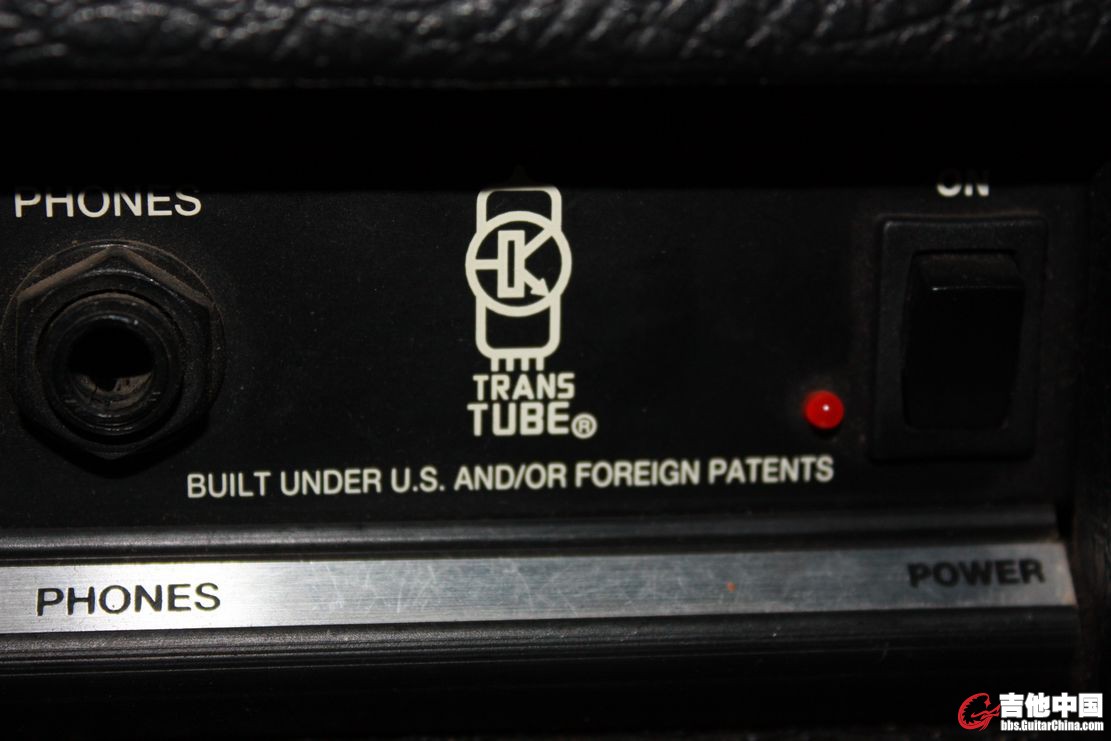 PHONES
ON
TRANS
TUBE®
BUILT UNDER U.S. AND/OR FOREIGN PATENTS
PHONES
POWER
吉他中国
bbs.GuitarChina.com